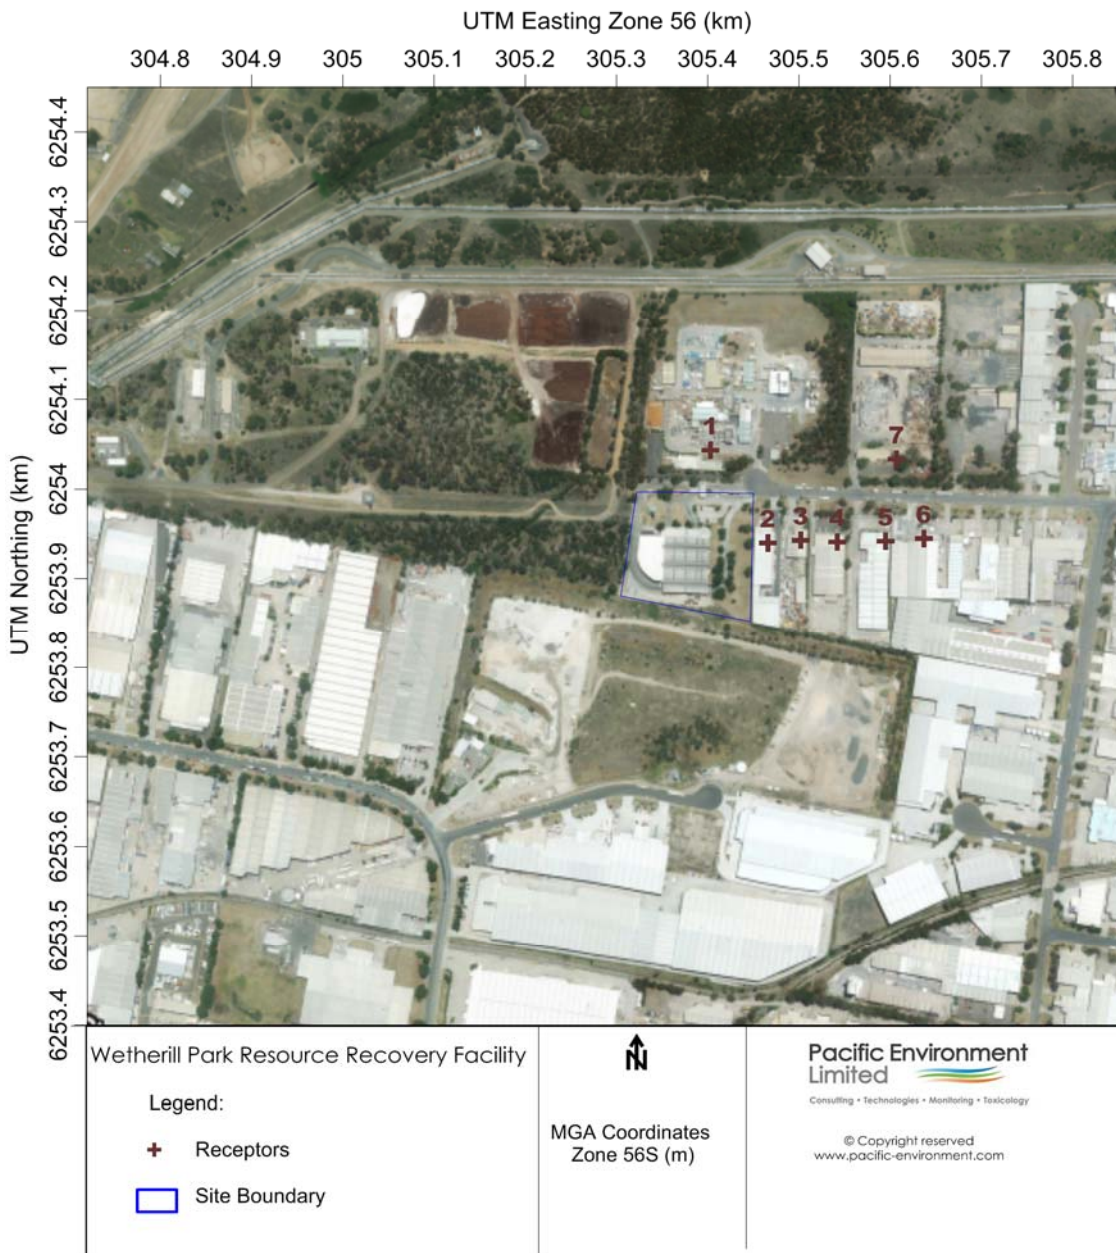 UTM Easting Zone 56 (km)
304.8 304.9 305 305.1 305.2 305.3 305.4 305.5 305.6 305.7 305.8
UTM Northing (km)
6254.4
6254.3
6254.2
6254.1
6254
6253.9
6253.8
6253.7
6253.6
6253.5
6253.4
1
7
2 3 4 5 6
Wetherill Park Resource Recovery Facility
Legend:
Receptors
Site Boundary
N
MGA Coordinates
Zone 56S (m)
Pacific Environment
Limited
Consulting • Technologies • Monitoring • Toxicology
© Copyright reserved
www.pacific-environment.com